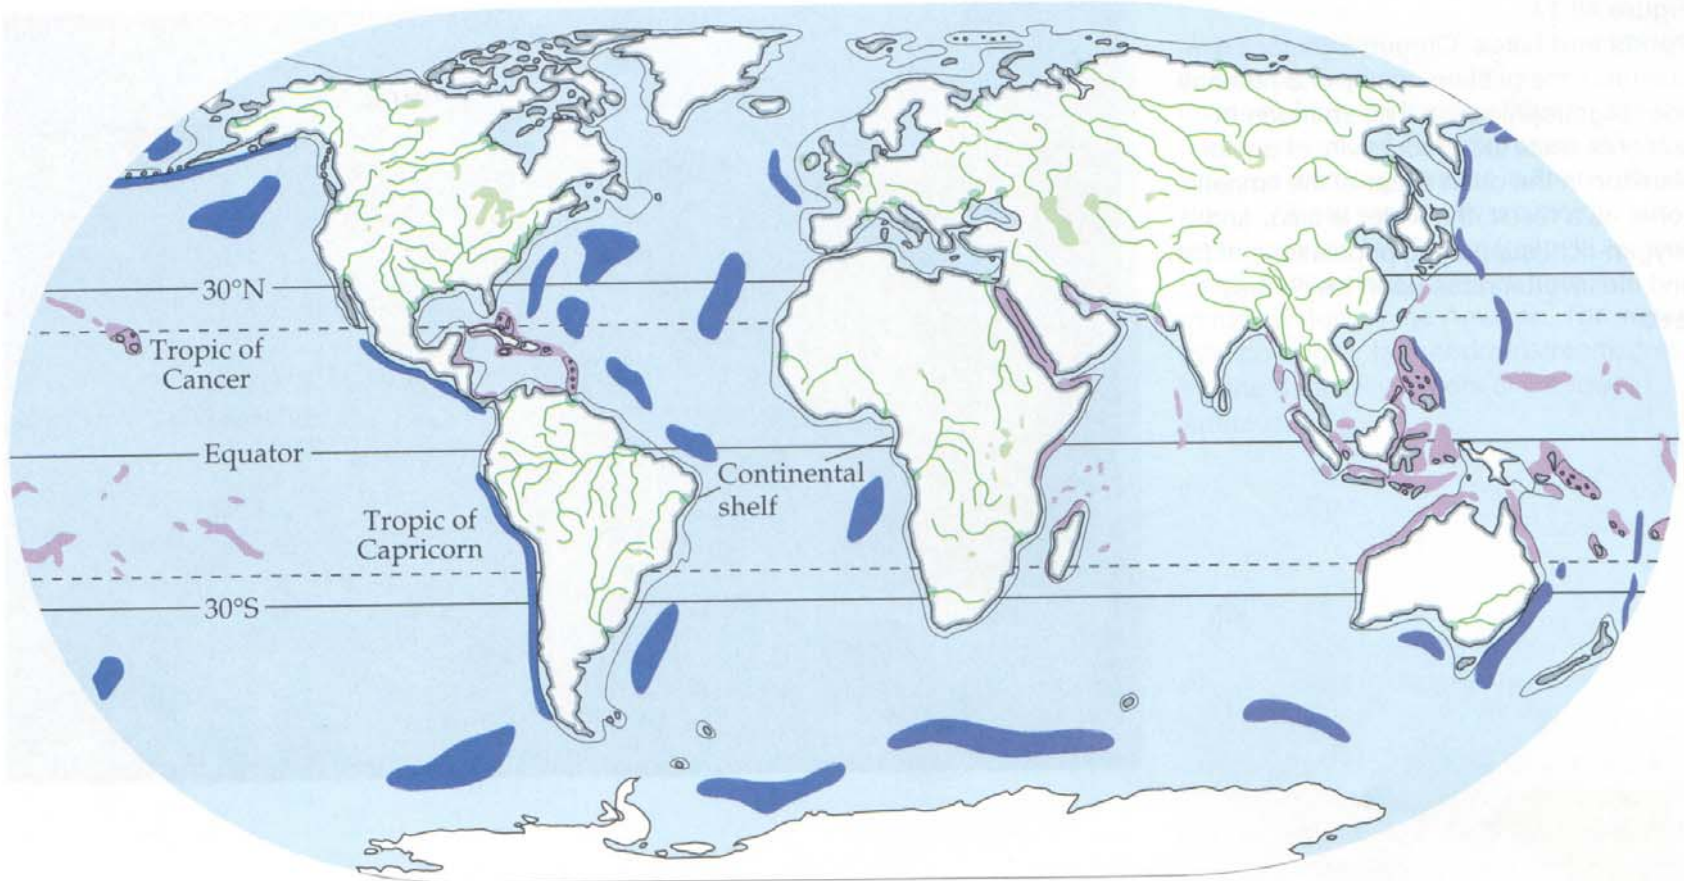 30°N
Tropic of
Cancer
Equator
Continental
shelf
Tropic of
Capricorn
30°S